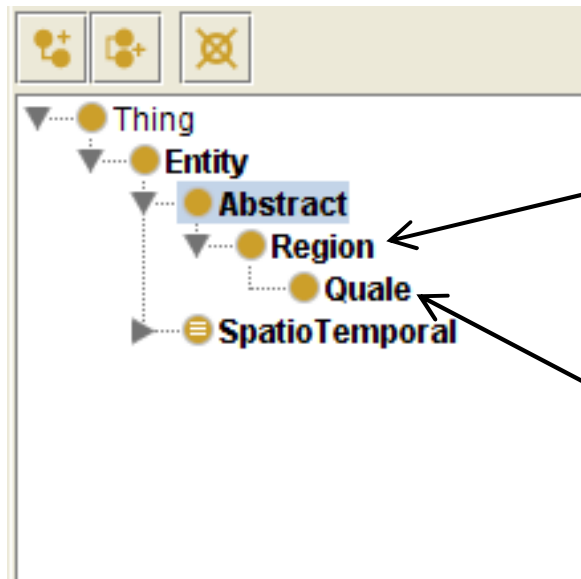 Thing
Entity
Abstract
Region
Quale
SpatioTemporal